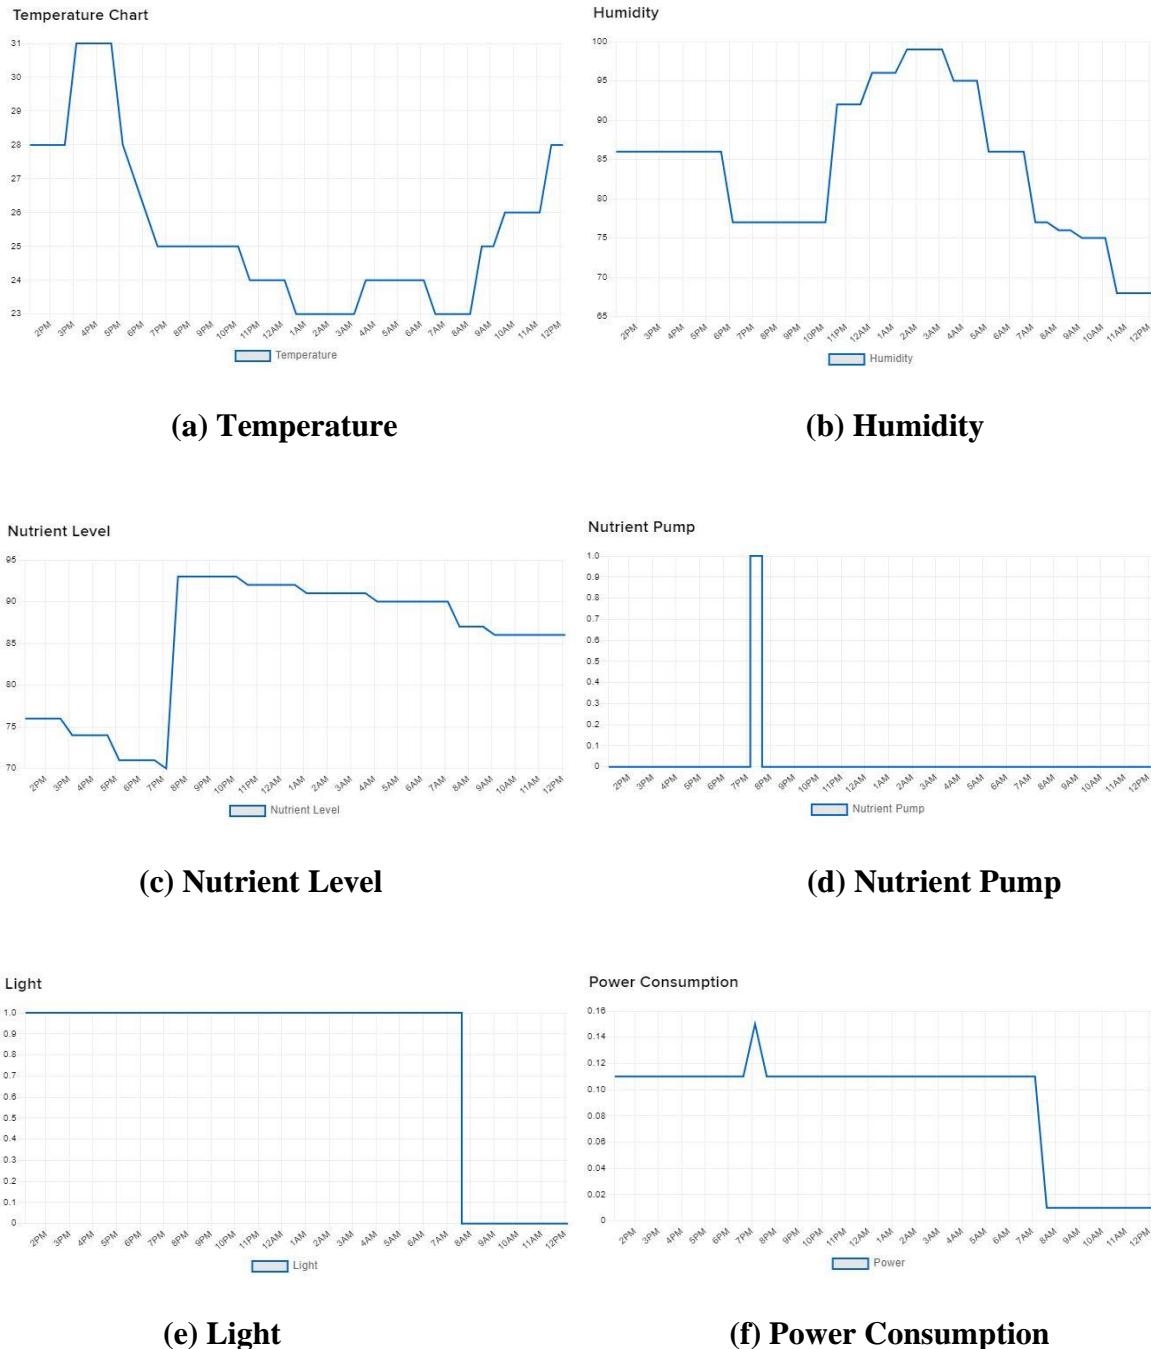 Temperature Chart
31
30
29
28
27
26
25
24
23
2PM 3PM 4PM 5PM 6PM 7PM 8PM 9PM 10PM 11PM 12AM 1AM 2AM 3AM 4AM 5AM 6AM 7AM 8AM 9AM 10AM 11AM 12PM
Temperature
(a) Temperature
Humidity
100
95
90
85
80
75
70
65
2PM 3PM 4PM 5PM 6PM 7PM 8PM 9PM 10PM 11PM 12AM 1AM 2AM 3AM 4AM 5AM 6AM 7AM 8AM 9AM 10AM 11AM 12PM
Humidity
(b) Humidity
Nutrient Level
95
90
85
80
75
70
2PM 3PM 4PM 5PM 6PM 7PM 8PM 9PM 10PM 11PM 12AM 1AM 2AM 3AM 4AM 5AM 6AM 7AM 8AM 9AM 10AM 11AM 12PM
Nutrient Level
(c) Nutrient Level
Nutrient Pump
1.0
0.9
0.8
0.7
0.6
0.5
0.4
0.3
0.2
0.1
0
2PM 3PM 4PM 5PM 6PM 7PM 8PM 9PM 10PM 11PM 12AM 1AM 2AM 3AM 4AM 5AM 6AM 7AM 8AM 9AM 10AM 11AM 12PM
Nutrient Pump
(d) Nutrient Pump
Light
1.0
0.9
0.8
0.7
0.6
0.5
0.4
0.3
0.2
0.1
0
2PM 3PM 4PM 5PM 6PM 7PM 8PM 9PM 10PM 11PM 12AM 1AM 2AM 3AM 4AM 5AM 6AM 7AM 8AM 9AM 10AM 11AM 12PM
Light
(e) Light
Power Consumption
0.16
0.14
0.12
0.10
0.08
0.06
0.04
0.02
0
2PM 3PM 4PM 5PM 6PM 7PM 8PM 9PM 10PM 11PM 12AM 1AM 2AM 3AM 4AM 5AM 6AM 7AM 8AM 9AM 10AM 11AM 12PM
Power
(f) Power Consumption